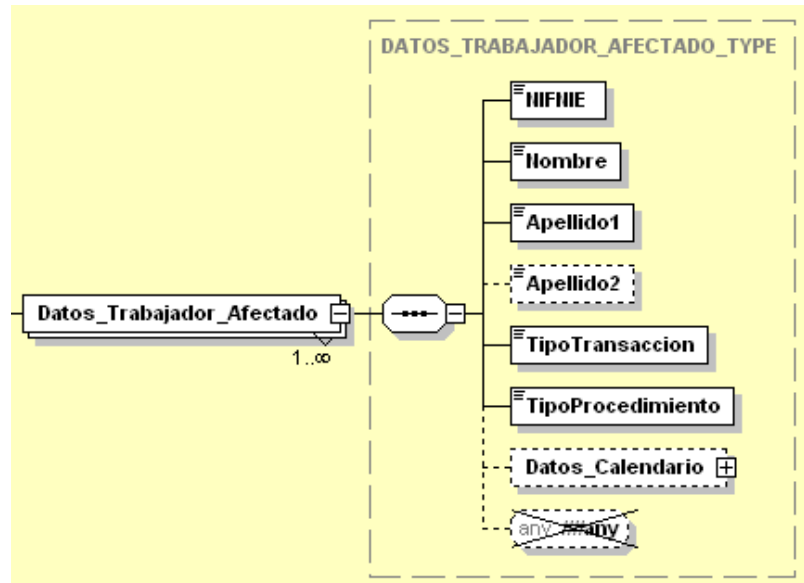 DATOS_TRABAJADOR_AFECTADO_TYPE
NIFNIE
Nombre
Apellido1
Apellido2
Datos_Trabajador_Afectado
1..∞
TipoTransaccion
TipoProcedimiento
Datos_Calendario
any ##any